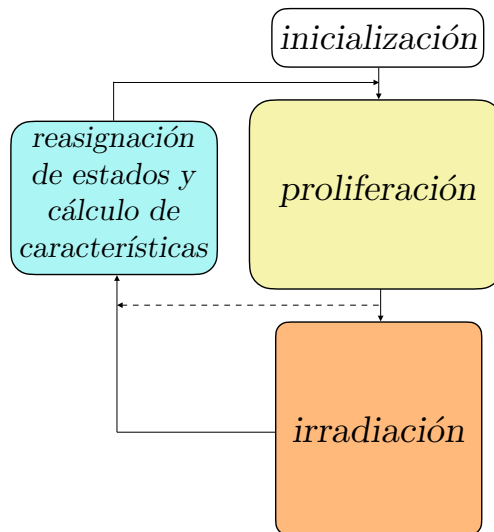 inicialización
reasignación
de estados y
cálculo de
características
proliferación
irradiación